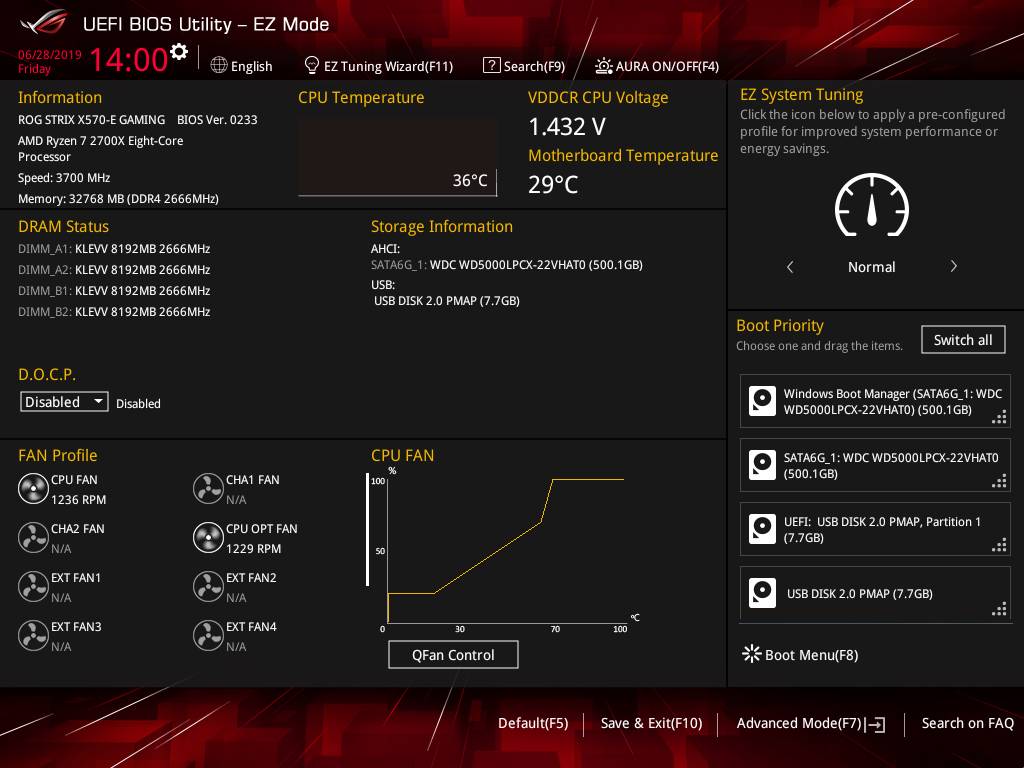 UEFI BIOS Utility – EZ Mode
06/28/2019
Friday
14:00
English
EZ Tuning Wizard(F11)
? Search(F9)
AURA ON/OFF(F4)
Information
ROG STRIX X570-E GAMING BIOS Ver. 0233
AMD Ryzen 7 2700X Eight-Core
Processor
Speed: 3700 MHz
Memory: 32768 MB (DDR4 2666MHz)
CPU Temperature
36°C
VDDCR CPU Voltage
1.432 V
Motherboard Temperature
29°C
EZ System Tuning
Click the icon below to apply a pre-configured
profile for improved system performance or
energy savings.
Normal
DRAM Status
DIMM_A1: KLEVV 8192MB 2666MHz
DIMM_A2: KLEVV 8192MB 2666MHz
DIMM_B1: KLEVV 8192MB 2666MHz
DIMM_B2: KLEVV 8192MB 2666MHz
Storage Information
AHCI:
SATA6G_1: WDC WD5000LPCX-22VHAT0 (500.1GB)
USB:
USB DISK 2.0 PMAP (7.7GB)
D.O.C.P.
Disabled
Disabled
Boot Priority
Choose one and drag the items.
Switch all
Windows Boot Manager (SATA6G_1: WDC
WD5000LPCX-22VHAT0) (500.1GB)
SATA6G_1: WDC WD5000LPCX-22VHAT0
(500.1GB)
UEFI: USB DISK 2.0 PMAP, Partition 1
(7.7GB)
USB DISK 2.0 PMAP (7.7GB)
Boot Menu(F8)
FAN Profile
CPU FAN
1236 RPM
CHA1 FAN
N/A
CHA2 FAN
N/A
CPU OPT FAN
1229 RPM
EXT FAN1
N/A
EXT FAN2
N/A
EXT FAN3
N/A
EXT FAN4
N/A
CPU FAN
%
100
50
0
30
70
100
°C
QFan Control
Default(F5)
Save & Exit(F10)
Advanced Mode(F7)
Search on FAQ